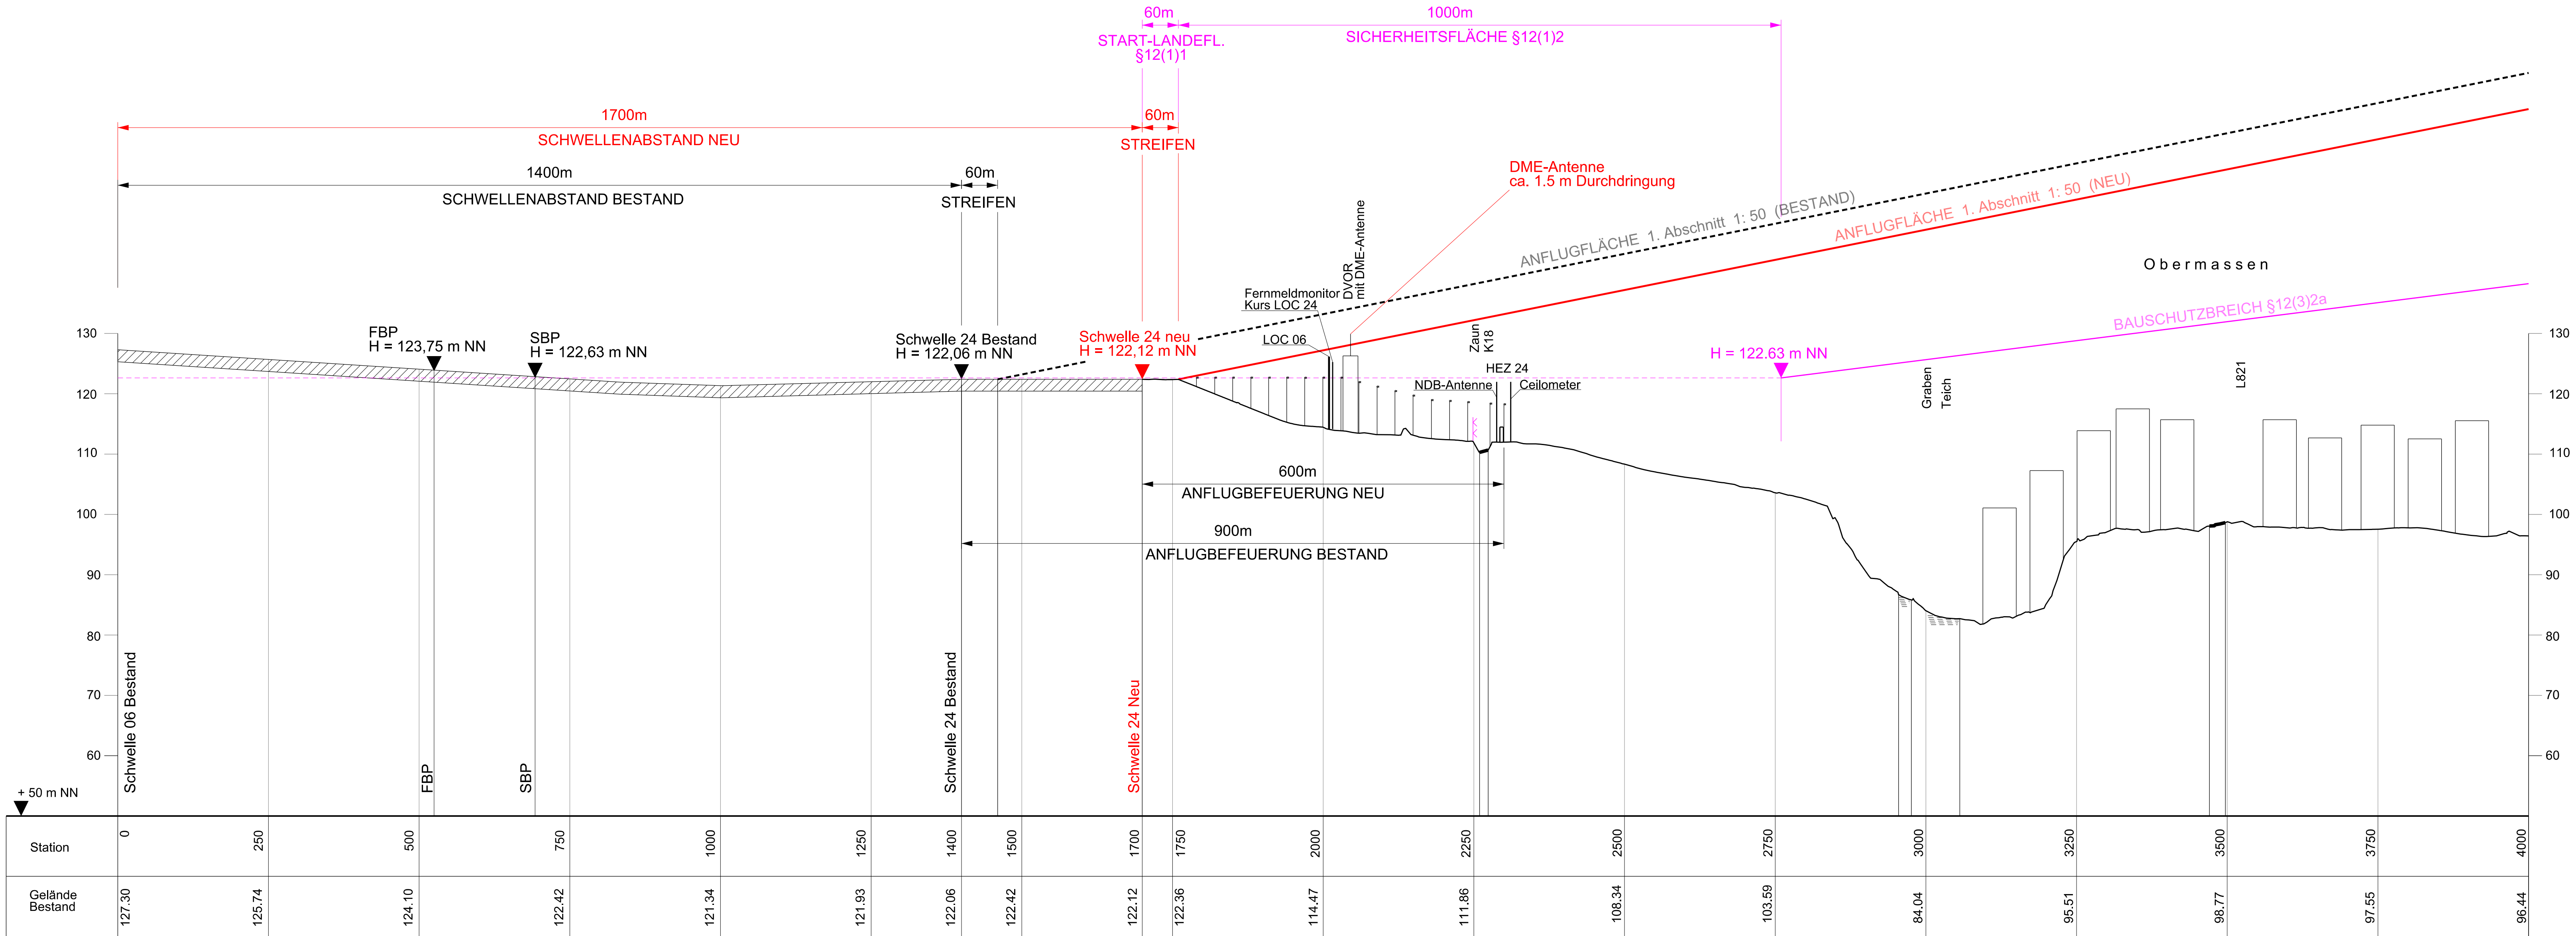 60m
1000m
START-LANDEFL.
§12(1)1
SICHERHEITSFLÄCHE §12(1)2
1700m
60m
SCHWELLENABSTAND NEU
STREIFEN
1400m
60m
SCHWELLENABSTAND BESTAND
STREIFEN
DME-Antenne
ca. 1.5 m Durchdringung
ANFLUGFLÄCHE 1. Abschnitt 1: 50 (BESTAND)
ANFLUGFLÄCHE 1. Abschnitt 1: 50 (NEU)
Obermassen
BAUSCHUTZBREICH §12(3)2a
DVOR
mit DME-Antenne
Fernmeldmonitor
Kurs LOC 24
LOC 06
Zaun
K18
HEZ 24
NDB-Antenne
Ceilometer
FBP
H = 123,75 m NN
SBP
H = 122,63 m NN
Schwelle 24 Bestand
H = 122,06 m NN
Schwelle 24 neu
H = 122,12 m NN
H = 122.63 m NN
Graben
Teich
L821
130
120
110
100
90
80
70
60
130
120
110
100
90
80
70
60
600m
ANFLUGBEFEUERUNG NEU
900m
ANFLUGBEFEUERUNG BESTAND
Schwelle 06 Bestand
FBP
SBP
Schwelle 24 Bestand
Schwelle 24 Neu
+ 50 m NN
Station 0 250 500 750 1000 1250 1400 1500 1700 1750 2000 2250 2500 2750 3000 3250 3500 3750 4000
Gelände
Bestand
127.30 125.74 124.10 122.42 121.34 121.93 122.06 122.42 122.12 122.36 114.47 111.86 108.34 103.59 84.04 95.51 98.77 97.55 96.44